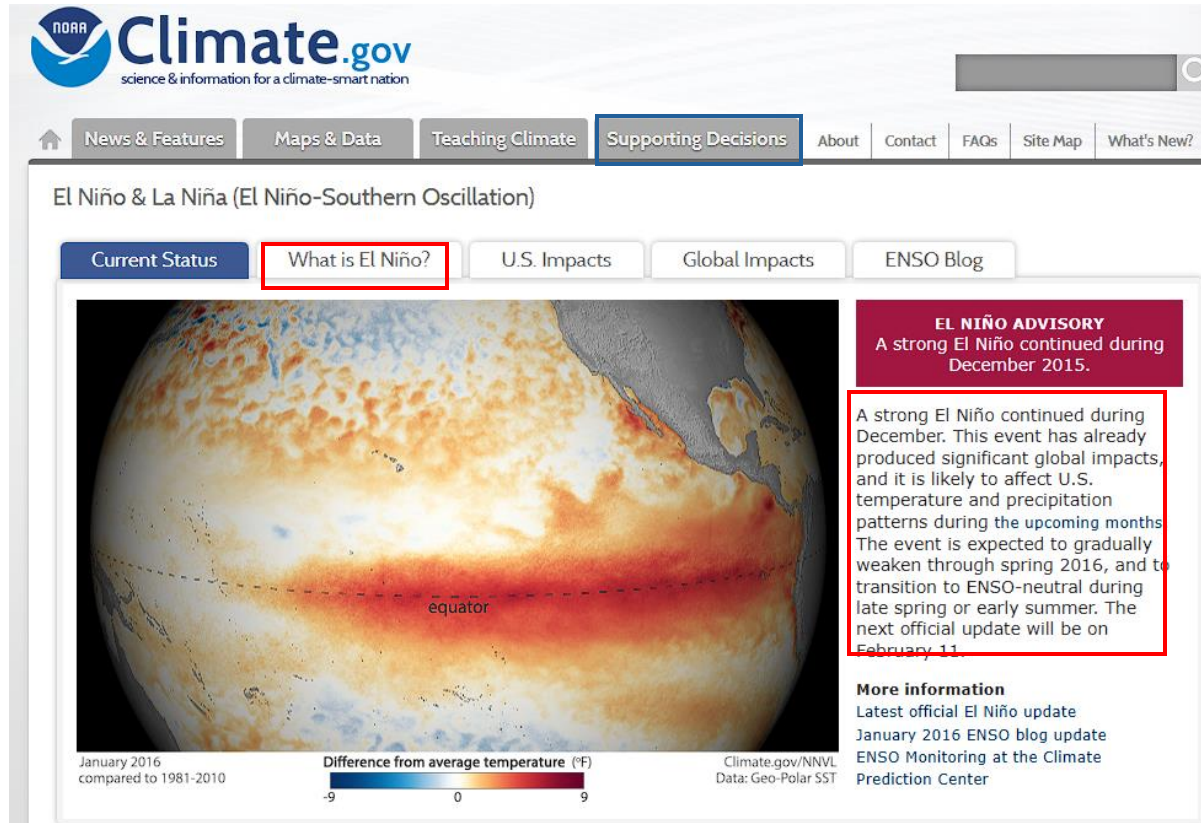 NOAA
Climate.gov
science & information for a climate-smart nation
News & Features
Maps & Data
Teaching Climate
Supporting Decisions
About
Contact
FAQs
Site Map
What's New?
El Niño & La Niña (El Niño-Southern Oscillation)
Current Status
What is El Niño?
U.S. Impacts
Global Impacts
ENSO Blog
equator
January 2016
compared to 1981-2010
Difference from average temperature (ºF)
-9
0
9
Climate.gov/NNVL
Data: Geo-Polar SST
EL NIÑO ADVISORY
A strong El Niño continued during
December 2015.
A strong El Niño continued during
December. This event has already
produced significant global impacts,
and it is likely to affect U.S.
temperature and precipitation
patterns during the upcoming months
The event is expected to gradually
weaken through spring 2016, and to
transition to ENSO-neutral during
late spring or early summer. The
next official update will be on
February 11.
More information
Latest official El Niño update
January 2016 ENSO blog update
ENSO Monitoring at the Climate
Prediction Center